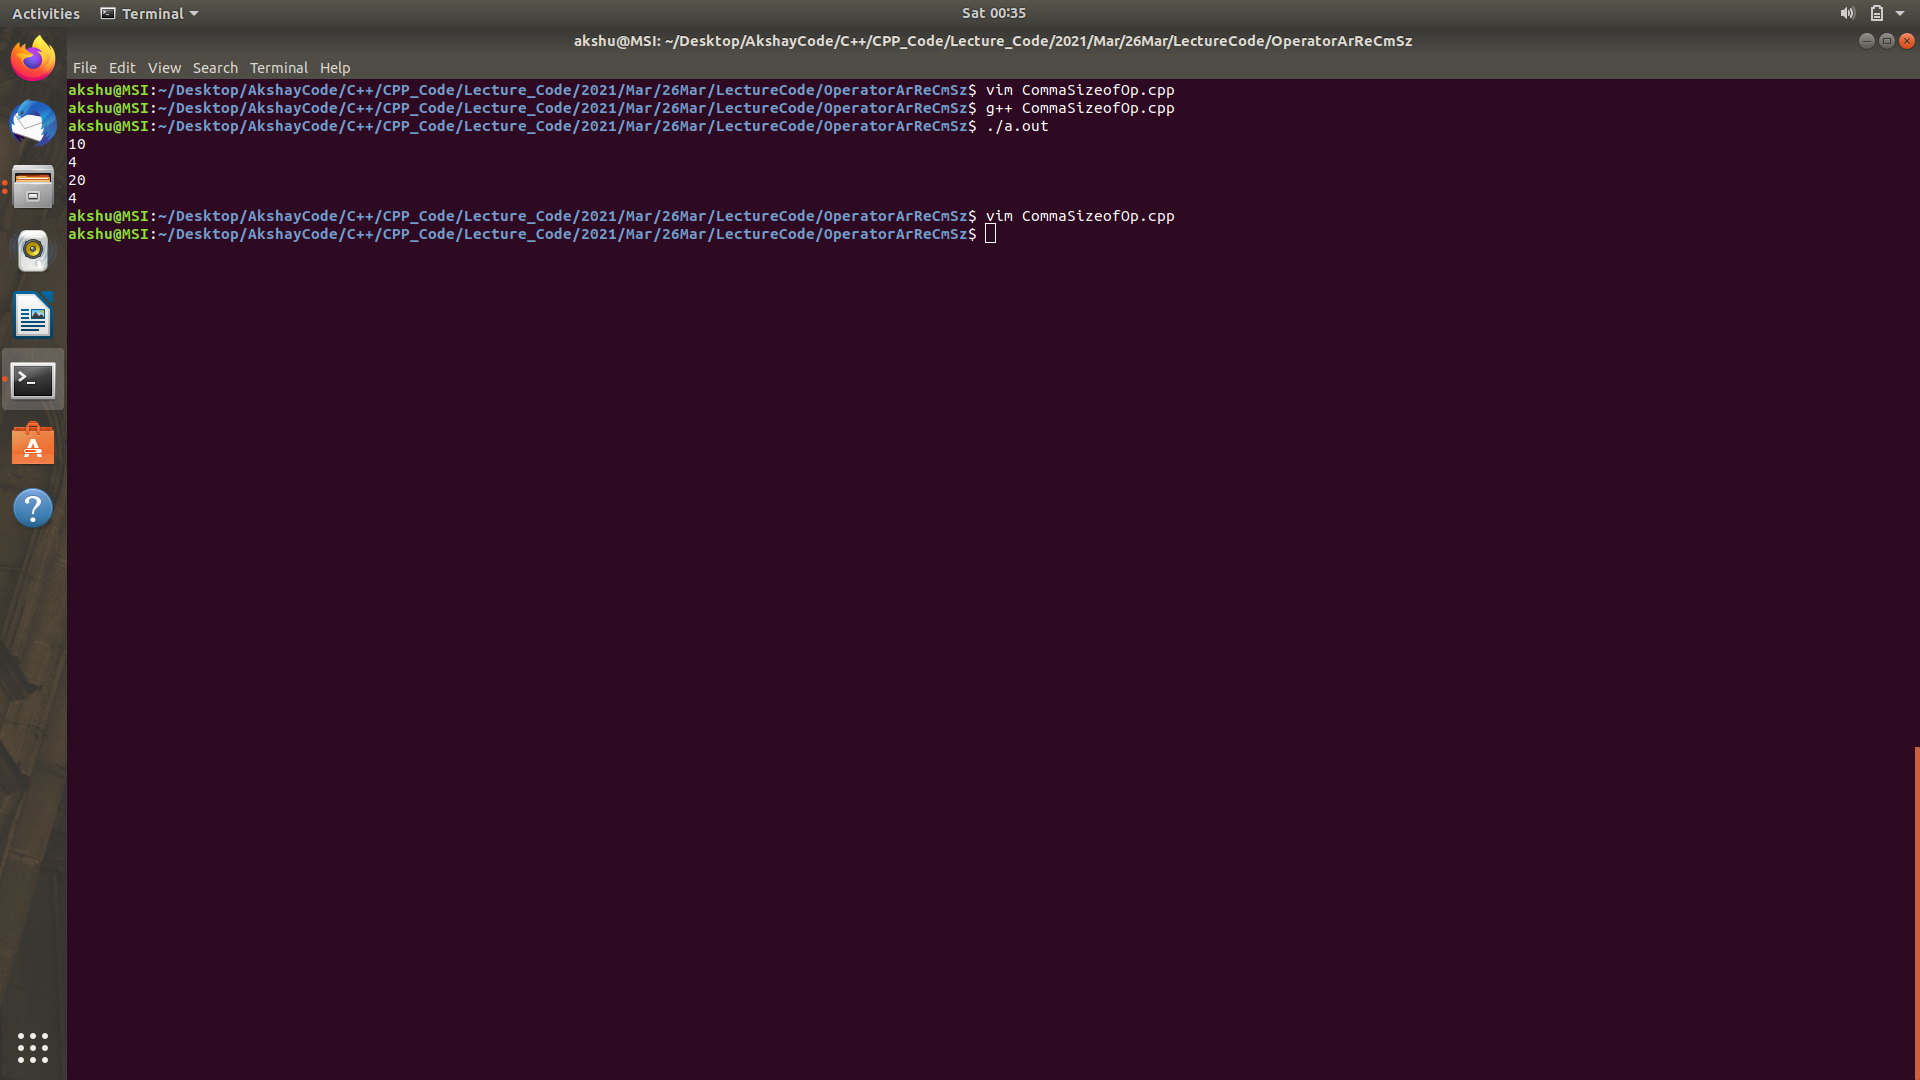 Activities Terminal Sat 00:35
akshu@MSI: ~/Desktop/AkshayCode/C++/CPP_Code/Lecture_Code/2021/Mar/26Mar/LectureCode/OperatorArReCmSz
File Edit View Search Terminal Help
akshu@MSI:~/Desktop/AkshayCode/C++/CPP_Code/Lecture_Code/2021/Mar/26Mar/LectureCode/OperatorArReCmSz$ vim CommaSizeofOp.cpp
akshu@MSI:~/Desktop/AkshayCode/C++/CPP_Code/Lecture_Code/2021/Mar/26Mar/LectureCode/OperatorArReCmSz$ g++ CommaSizeofOp.cpp
akshu@MSI:~/Desktop/AkshayCode/C++/CPP_Code/Lecture_Code/2021/Mar/26Mar/LectureCode/OperatorArReCmSz$ ./a.out
10
4
20
4
akshu@MSI:~/Desktop/AkshayCode/C++/CPP_Code/Lecture_Code/2021/Mar/26Mar/LectureCode/OperatorArReCmSz$ vim CommaSizeofOp.cpp
akshu@MSI:~/Desktop/AkshayCode/C++/CPP_Code/Lecture_Code/2021/Mar/26Mar/LectureCode/OperatorArReCmSz$